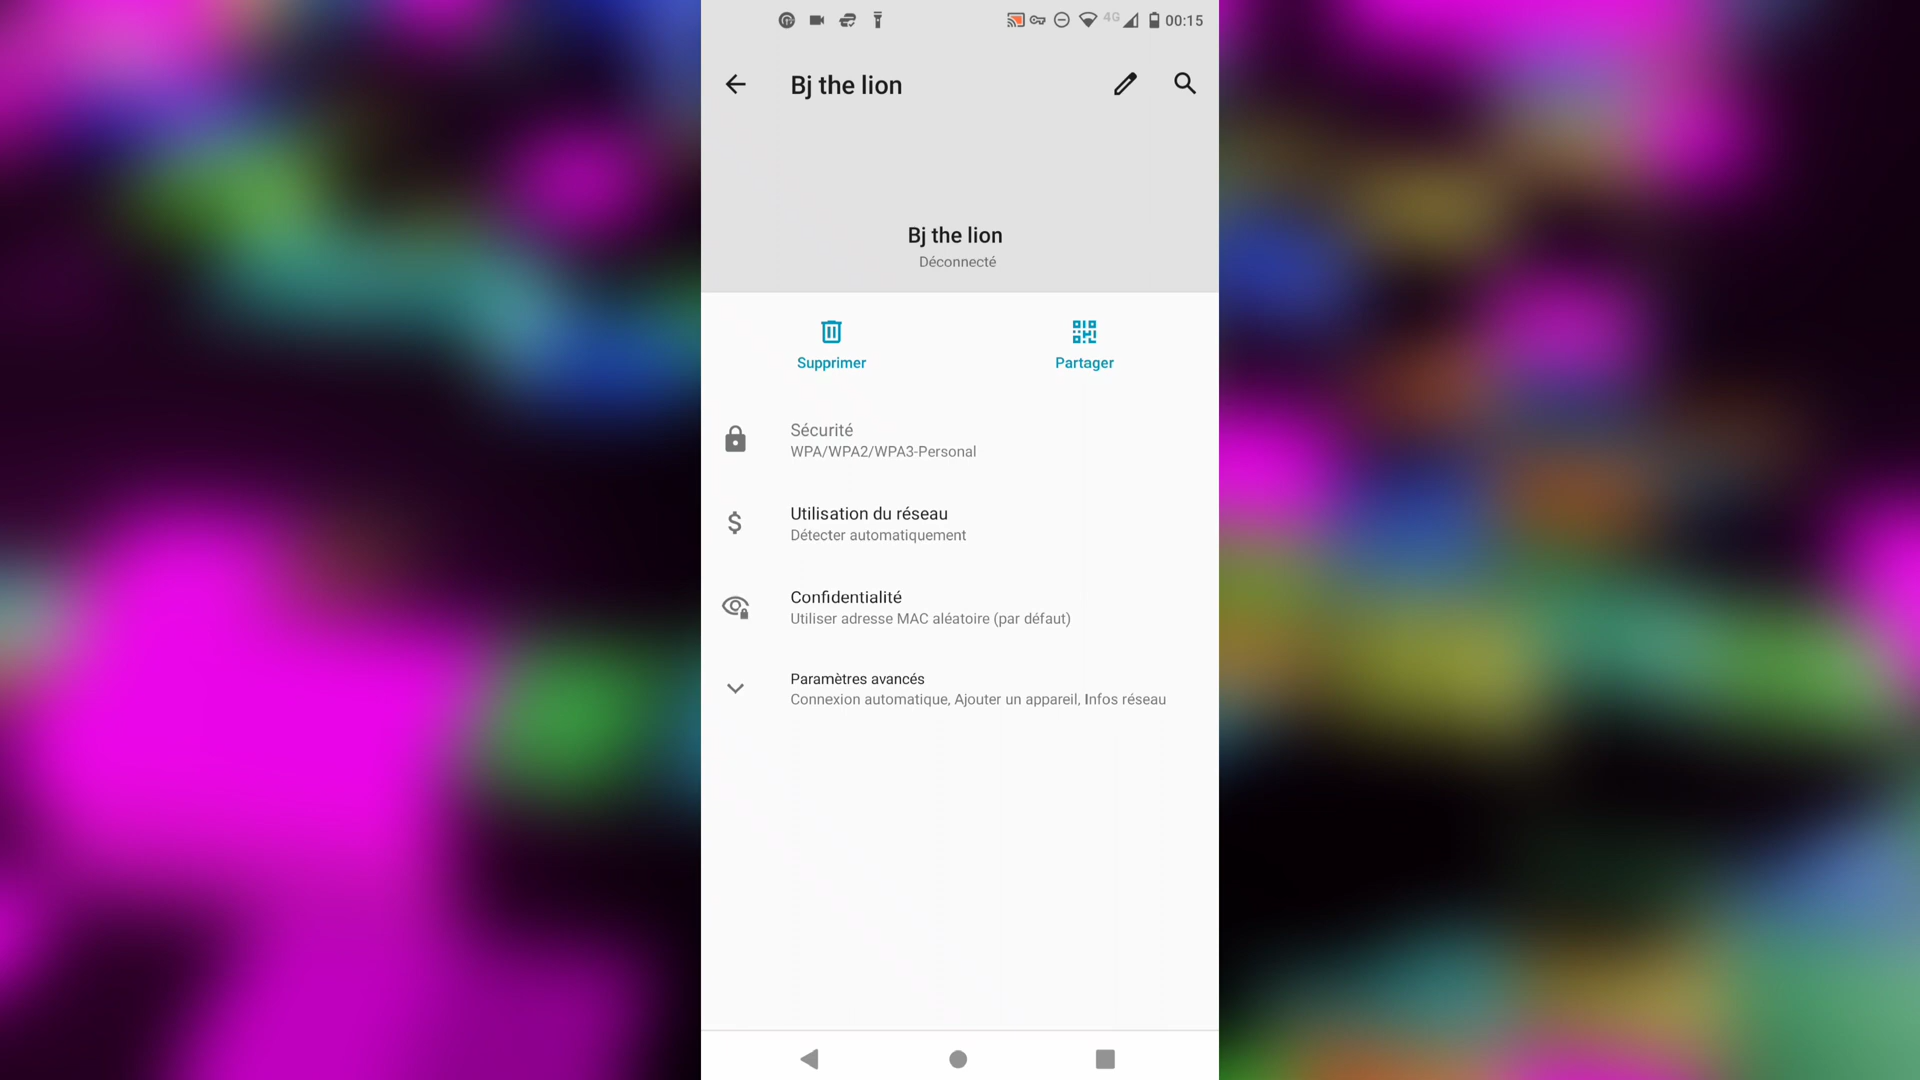 4G 00:15
Bj the lion
Bj the lion
Déconnecté
Supprimer
Partager
Sécurité
WPA/WPA2/WPA3-Personal
Utilisation du réseau
Détecter automatiquement
Confidentialité
Utiliser adresse MAC aléatoire (par défaut)
Paramètres avancés
Connexion automatique, Ajouter un appareil, Infos réseau